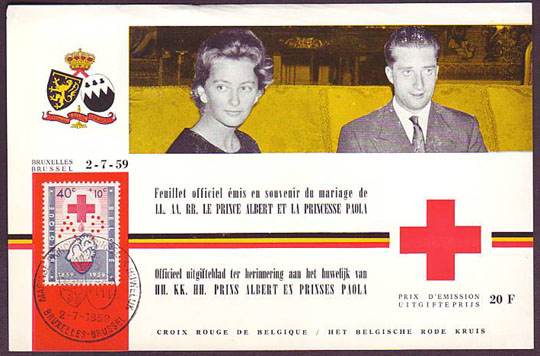 BRUXELLES
BRUSSEL
2-7-59
40c +10c
BELGIQUE
1859 1959
2-7-1959
BRUXELLES-BRUSSEL
Feuillet officiel émis en souvenir du mariage de
LL. AA. RR. LE PRINCE ALBERT ET LA PRINCESSE PAOLA
Officieel uitgifteblad ter herinnering aan het huwelijk van
HH. KK. HH. PRINS ALBERT EN PRINSES PAOLA
PRIX D'EMISSION
UITGIFTEPRIJS
20 F
CROIX ROUGE DE BELGIQUE / HET BELGISCHE RODE KRUIS